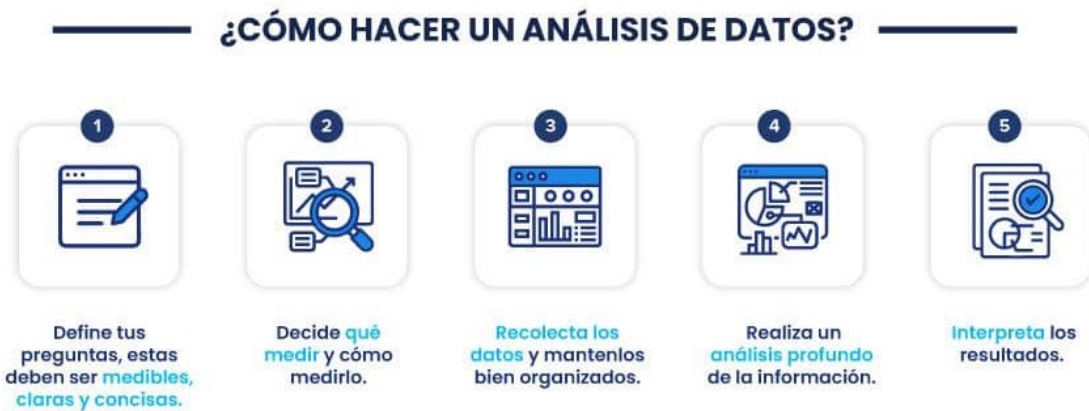 ¿CÓMO HACER UN ANÁLISIS DE DATOS?
1
2
3
4
5
Define tus
preguntas, estas
deben ser medibles,
claras y concisas.
Decide qué
medir y cómo
medirlo.
Recolecta los
datos y mantenlos
bien organizados.
Realiza un
análisis profundo
de la información.
Interpreta los
resultados.